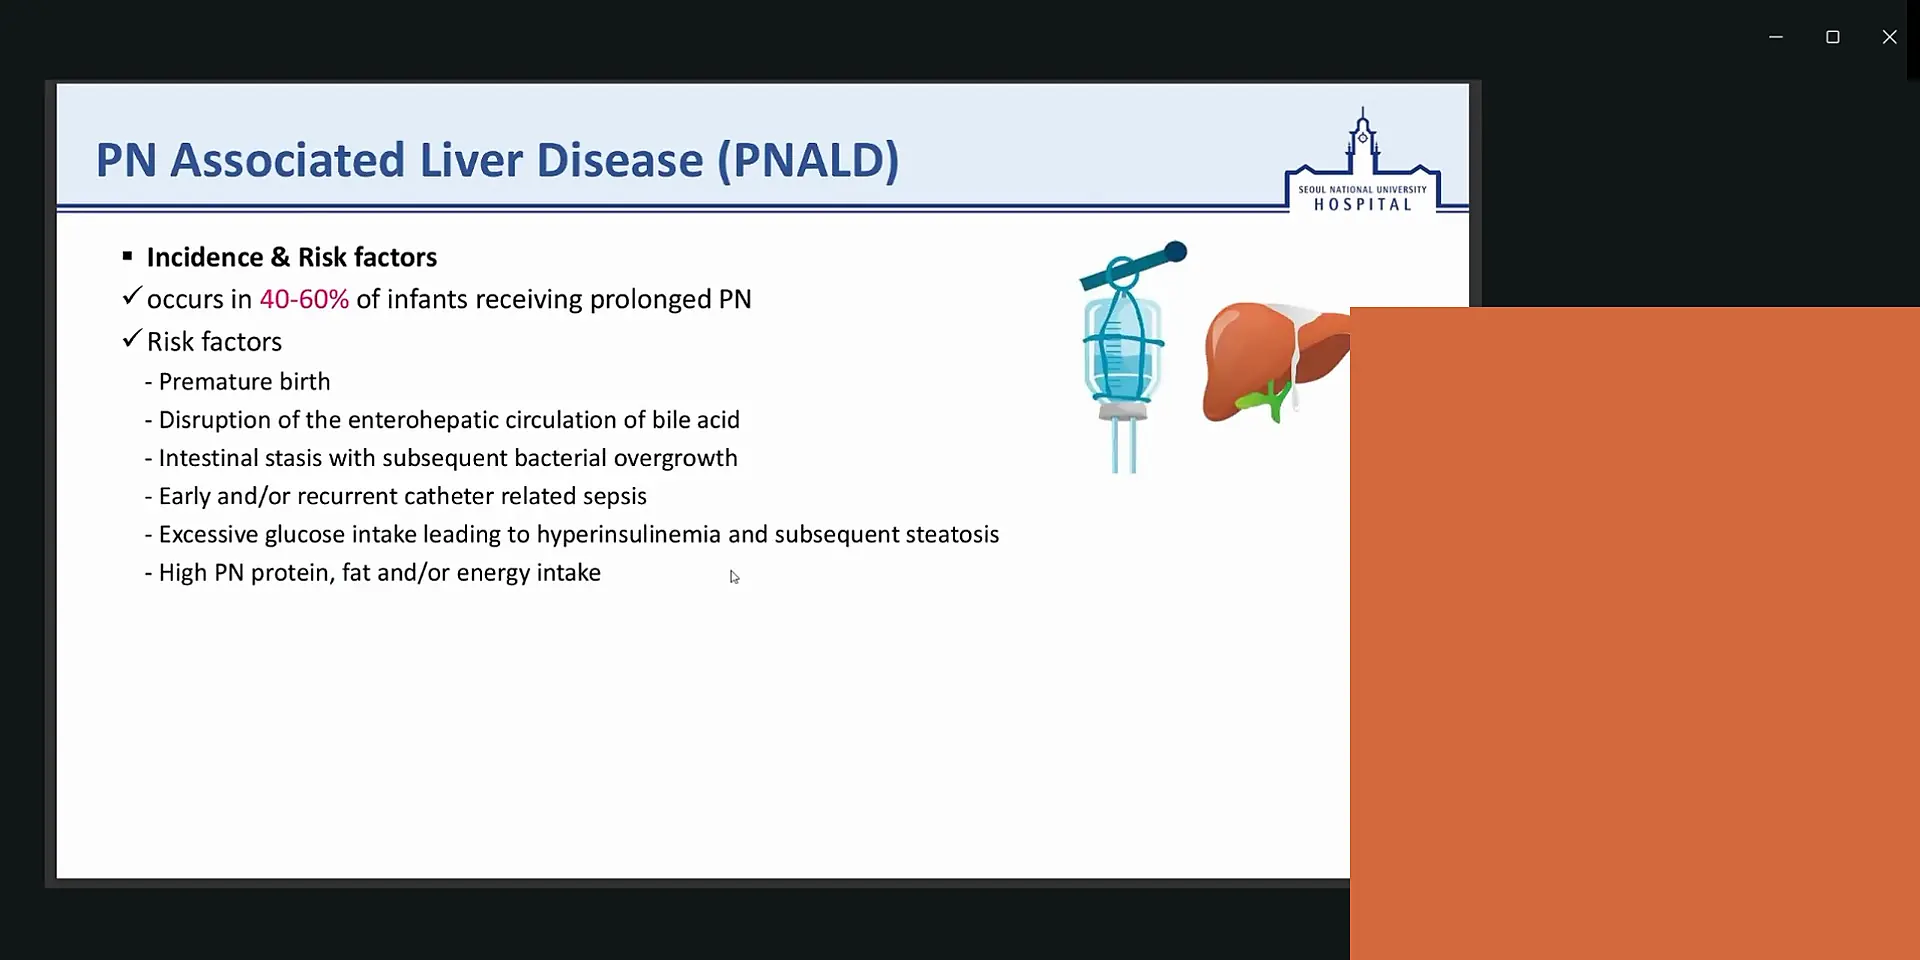 PN Associated Liver Disease (PNALD)
SEOUL NATIONAL UNIVERSITY
HOSPITAL
▪ Incidence & Risk factors
✓ occurs in 40-60% of infants receiving prolonged PN
✓ Risk factors
- Premature birth
- Disruption of the enterohepatic circulation of bile acid
- Intestinal stasis with subsequent bacterial overgrowth
- Early and/or recurrent catheter related sepsis
- Excessive glucose intake leading to hyperinsulinemia and subsequent steatosis
- High PN protein, fat and/or energy intake